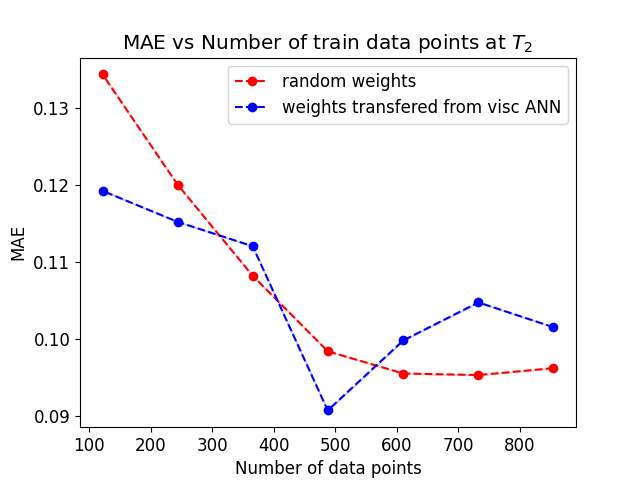 MAE vs Number of train data points at T₂
random weights
weights transfered from visc ANN
0.13
0.12
0.11
0.10
0.09
MAE
100 200 300 400 500 600 700 800
Number of data points